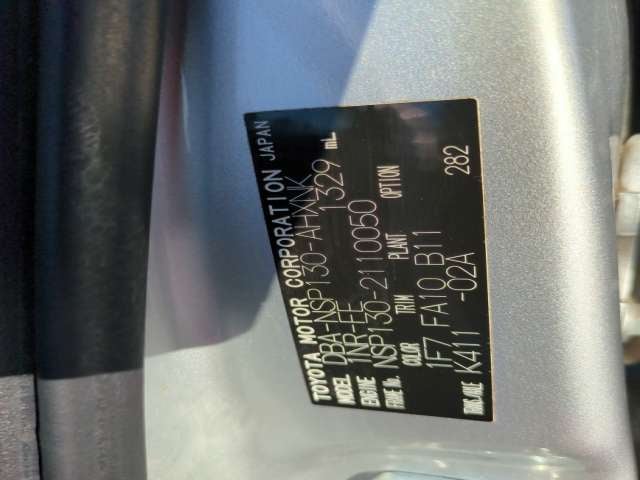 TOYOTA MOTOR CORPORATION JAPAN
MODEL DBA-NSP130-AHXNK
ENGINE 1NR-FE 1329 mL
FRAME No. NSP130-2110050
COLOR TRIM PLANT OPTION
1F7 FA10 B11
TRANS./AXLE K411 -02A 282